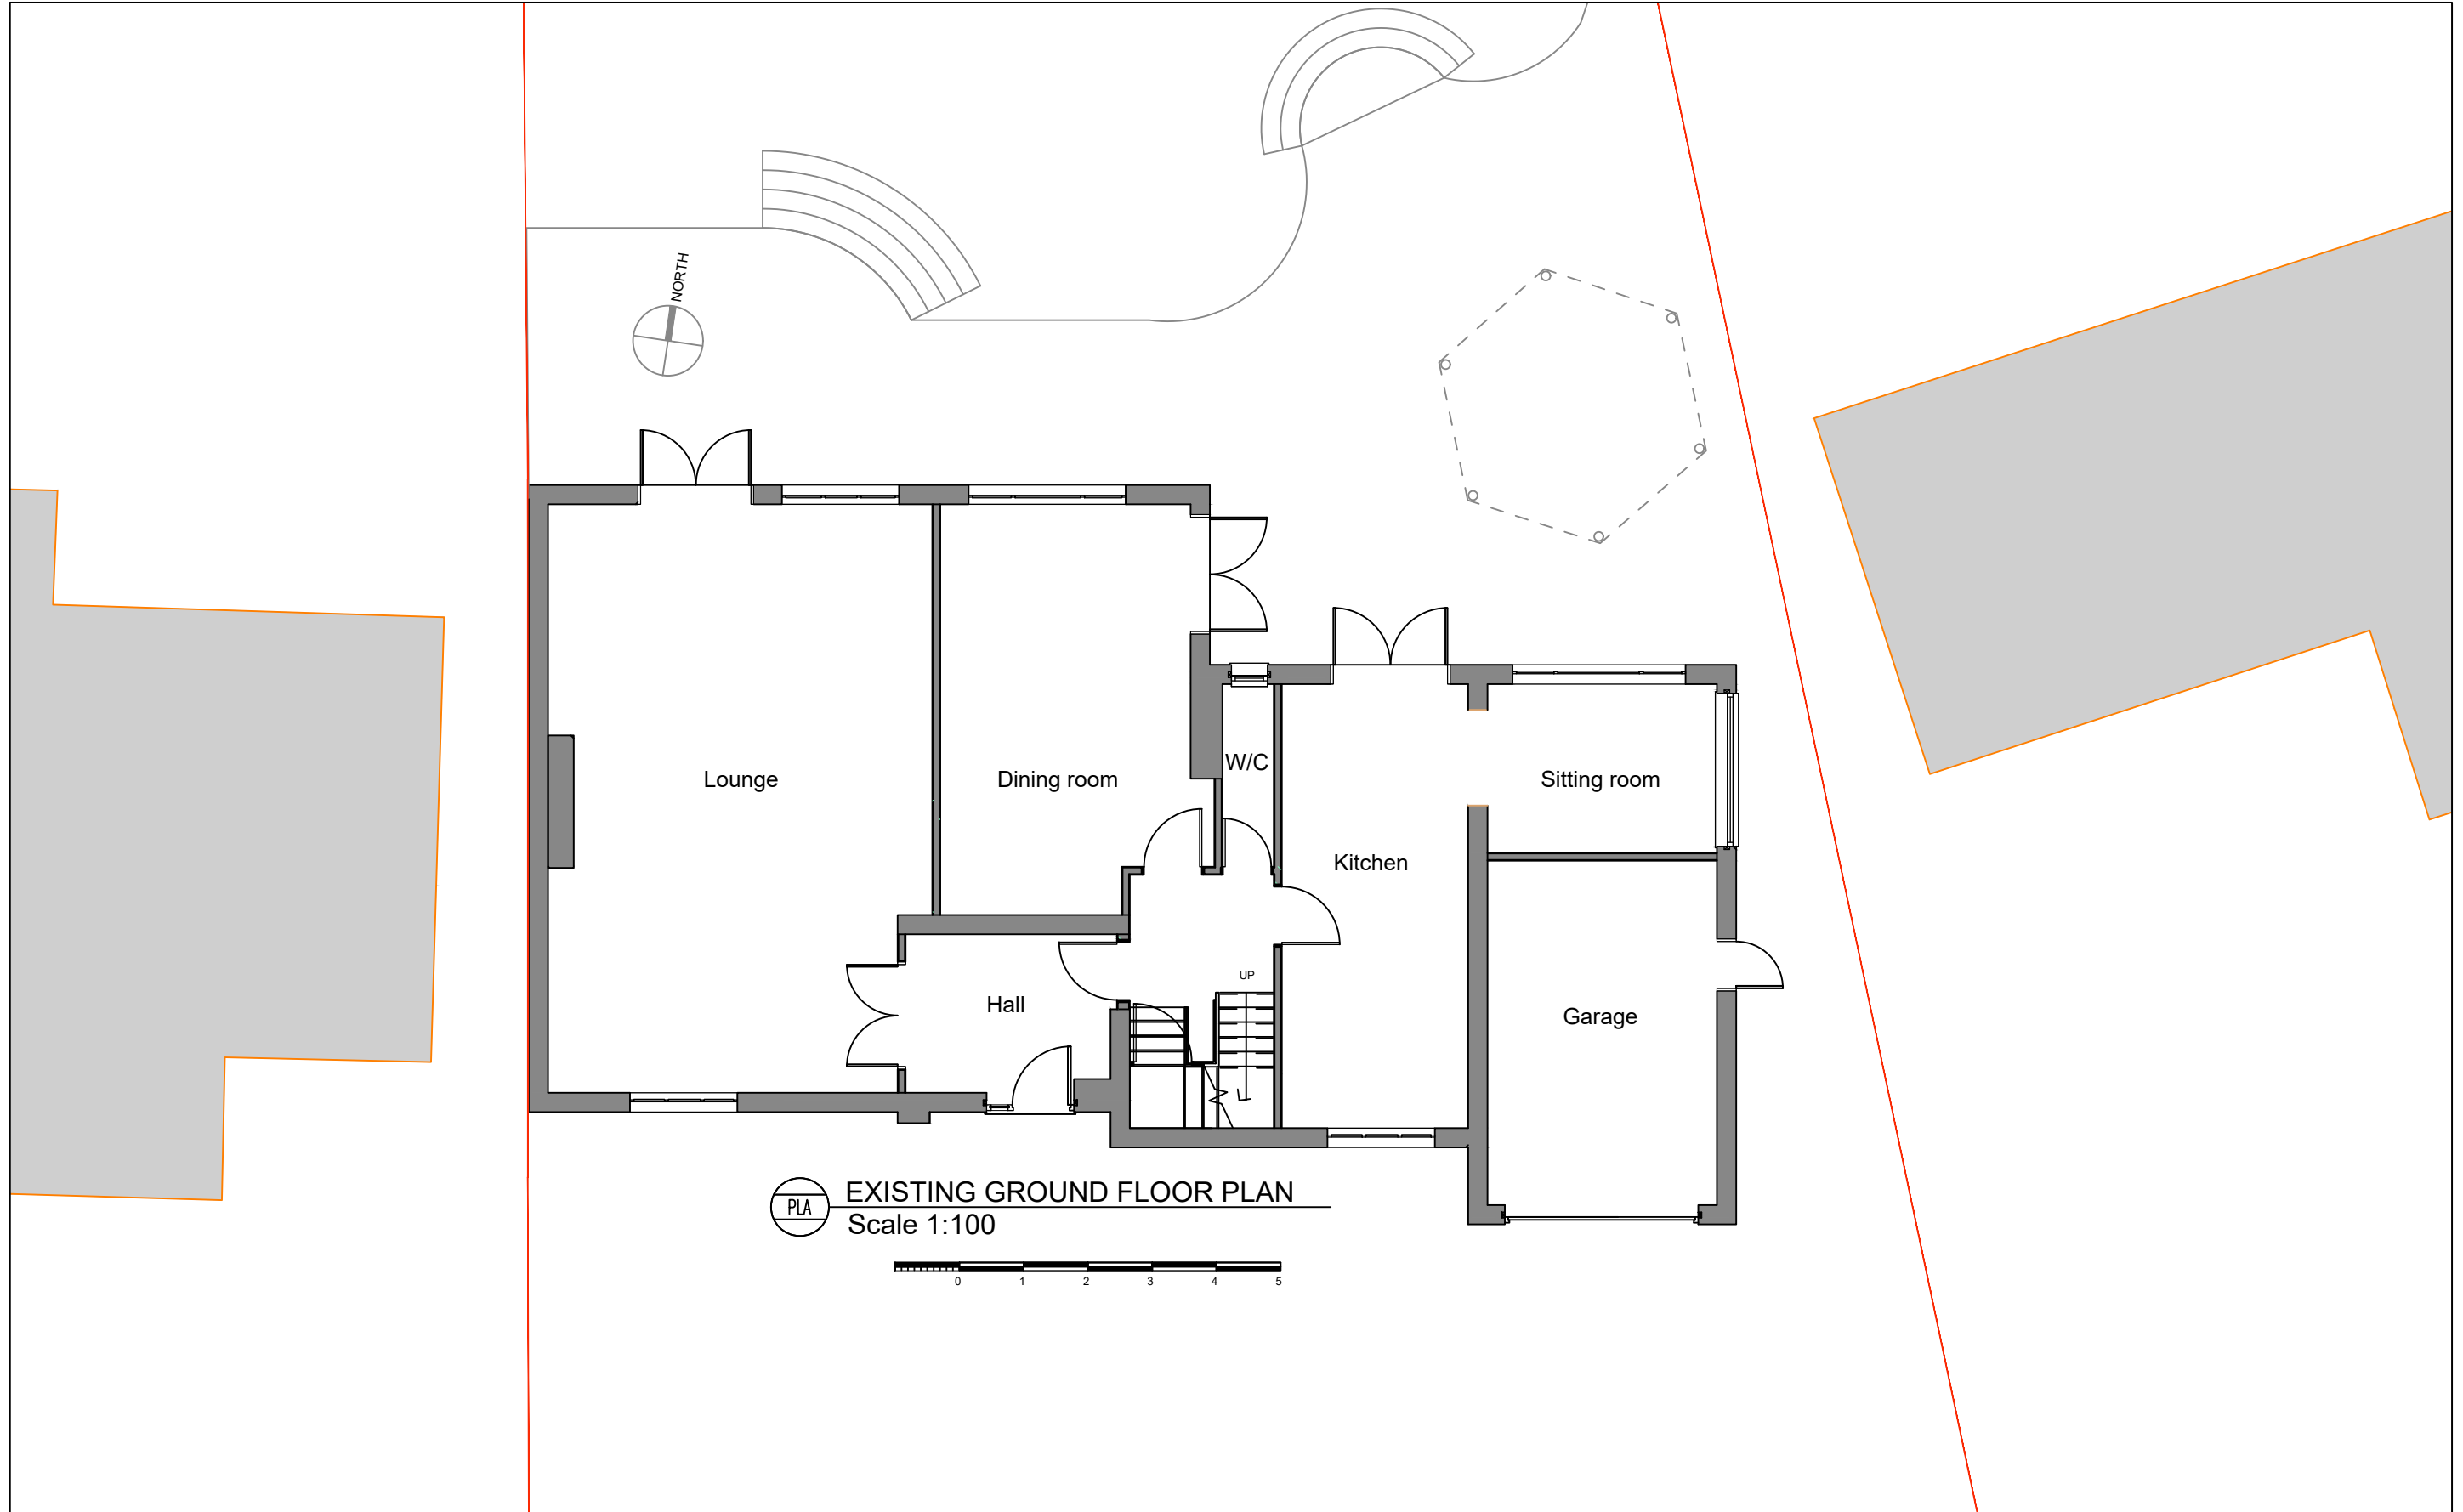 NORTH
Lounge
Dining room
W/C
Sitting room
Kitchen
UP
Hall
Garage
PLA
EXISTING GROUND FLOOR PLAN
Scale 1:100
0 1 2 3 4 5